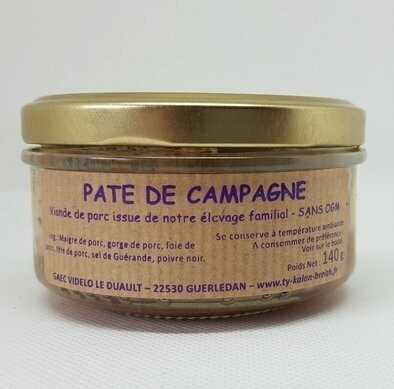 PATE DE CAMPAGNE
Viande de porc issue de notre élevage familial - SANS OGM
Ing : Maigre de porc, gorge de porc, foie de
porc, tête de porc, sel de Guérande, poivre noir.
Se conserve à température ambiante
A consommer de préférence
Voir sur le bocal
Poids Net : 140 g
GAEC VIDELO LE DUAULT – 22530 GUERLEDAN – www.ty-kalon-breizh.fr